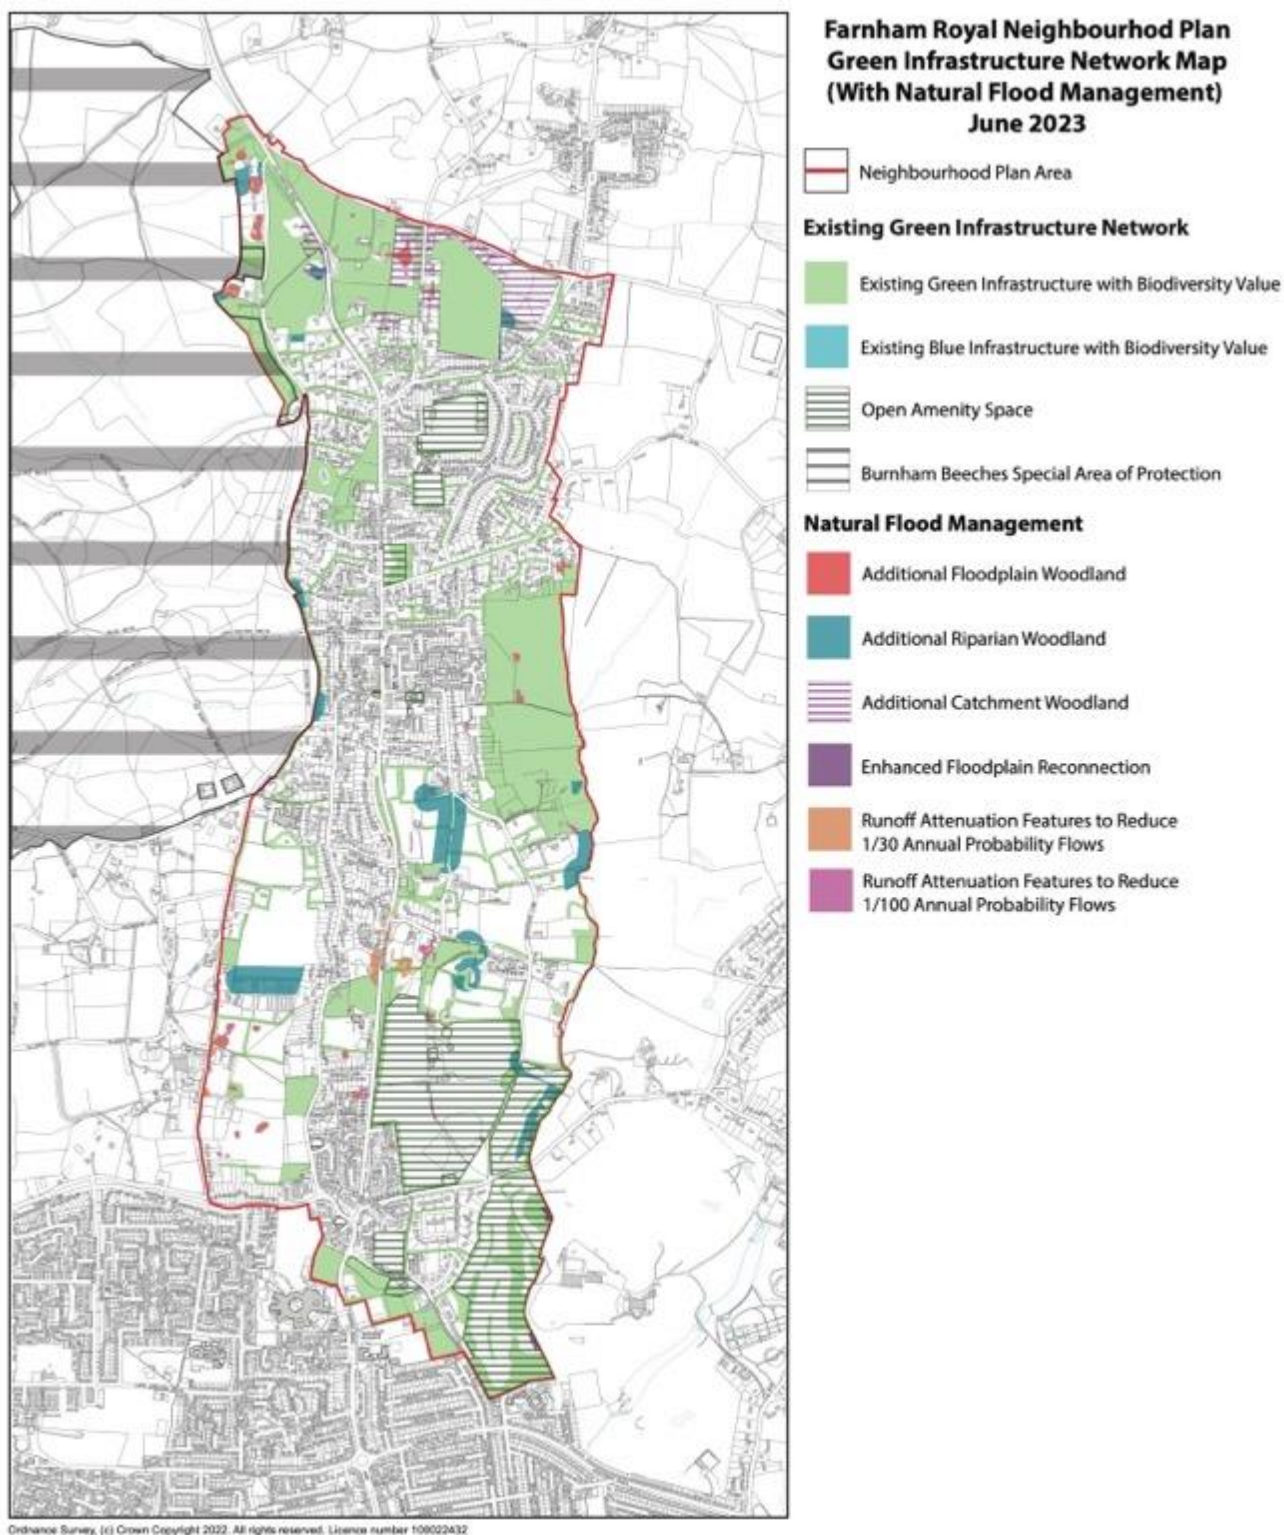 Farnham Royal Neighbourhod Plan
Green Infrastructure Network Map
(With Natural Flood Management)
June 2023
Neighbourhood Plan Area
Existing Green Infrastructure Network
Existing Green Infrastructure with Biodiversity Value
Existing Blue Infrastructure with Biodiversity Value
Open Amenity Space
Burnham Beeches Special Area of Protection
Natural Flood Management
Additional Floodplain Woodland
Additional Riparian Woodland
Additional Catchment Woodland
Enhanced Floodplain Reconnection
Runoff Attenuation Features to Reduce
1/30 Annual Probability Flows
Runoff Attenuation Features to Reduce
1/100 Annual Probability Flows
Ordnance Survey, (c) Crown Copyright 2022. All rights reserved. Licence number 100022432